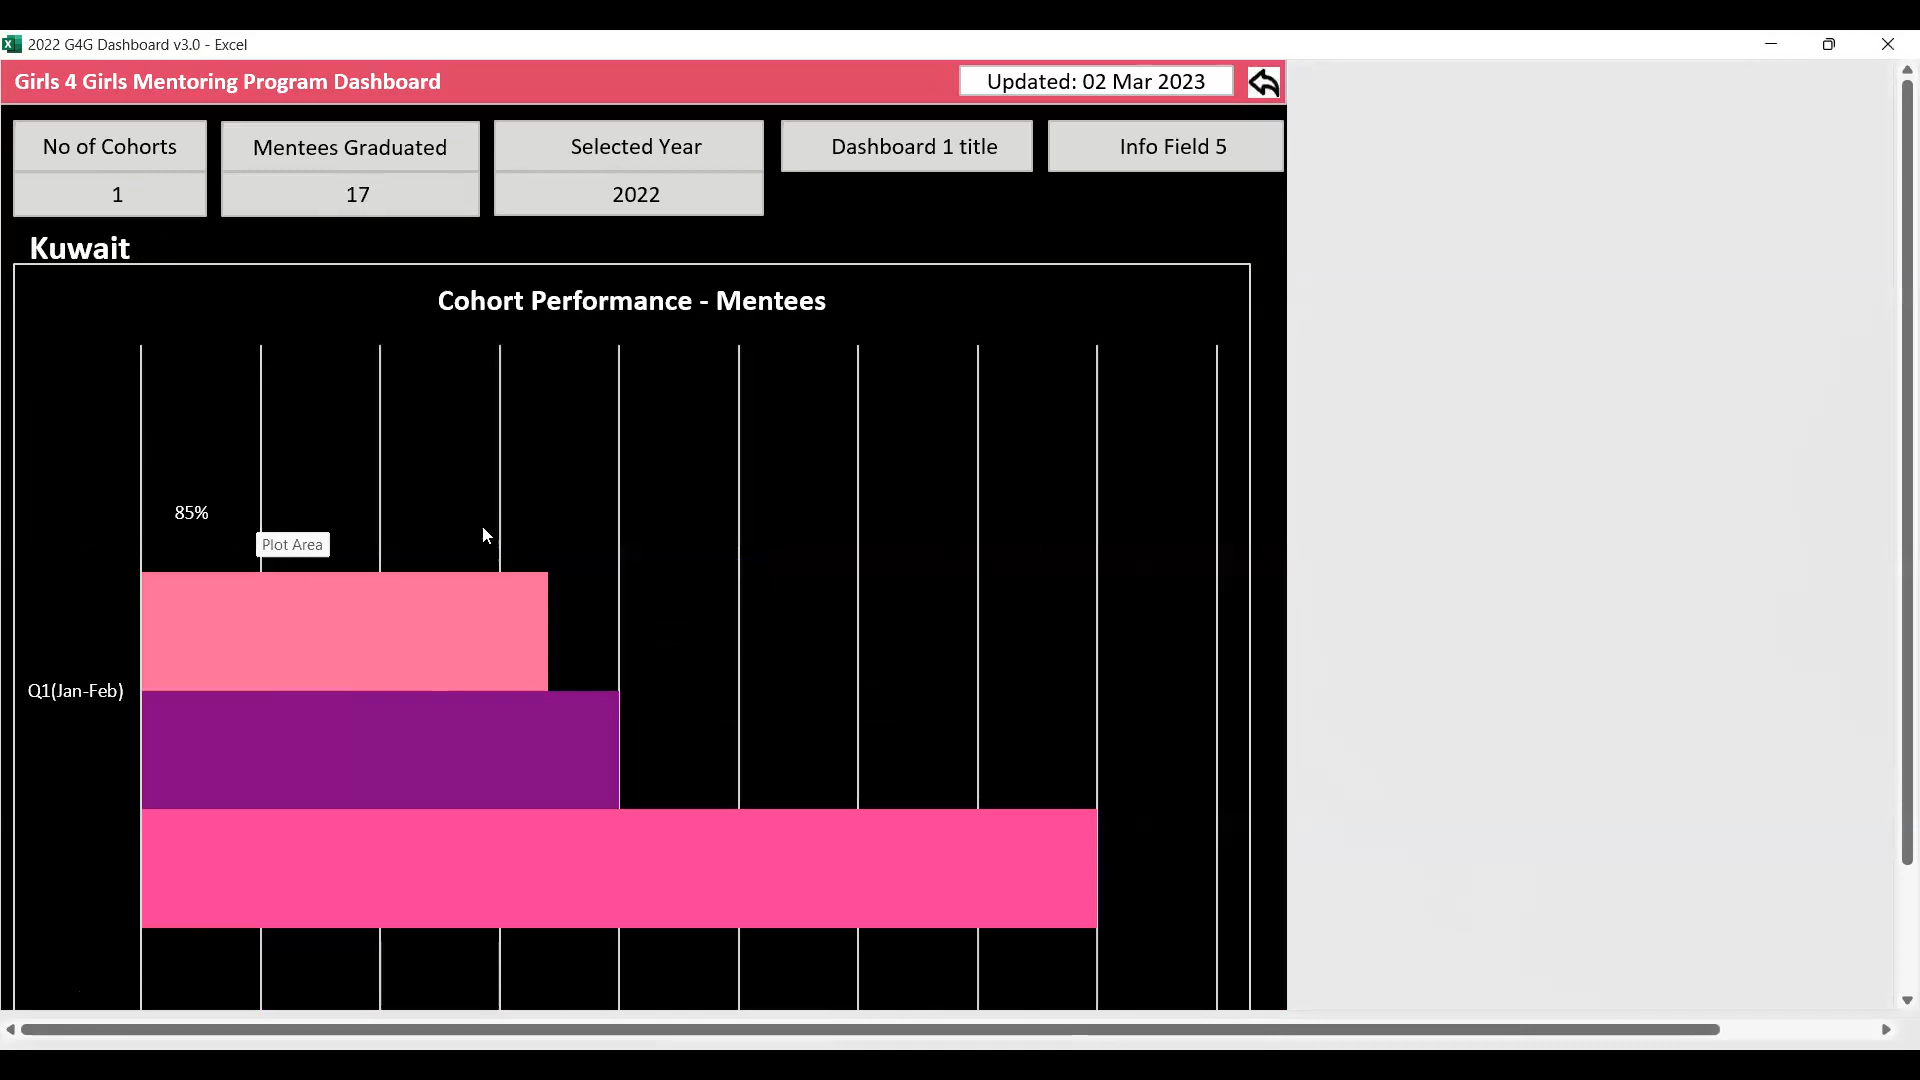 2022 G4G Dashboard v3.0 - Excel
Girls 4 Girls Mentoring Program Dashboard
Updated: 02 Mar 2023
No of Cohorts
1
Mentees Graduated
17
Selected Year
2022
Dashboard 1 title
Info Field 5
Kuwait
Cohort Performance - Mentees
85%
Plot Area
Q1(Jan-Feb)